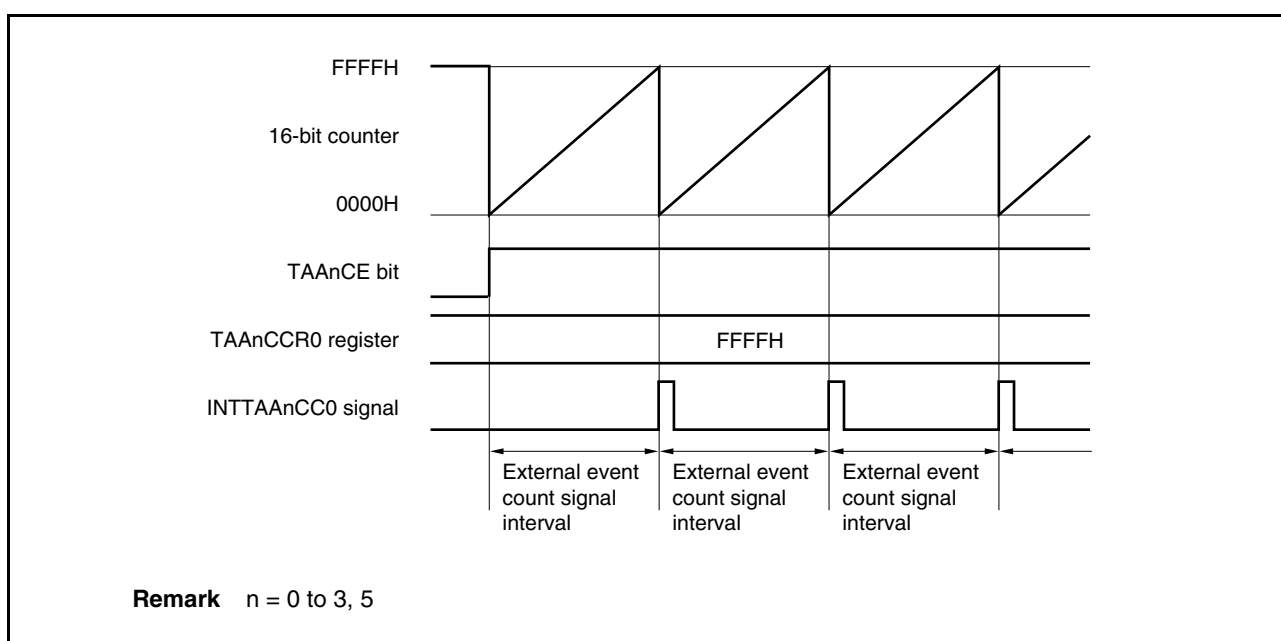 FFFFH
16-bit counter
0000H
TAAnCE bit
TAAnCCR0 register
FFFFH
INTTAAnCC0 signal
External event
count signal
interval
External event
count signal
interval
External event
count signal
interval
Remark n = 0 to 3, 5